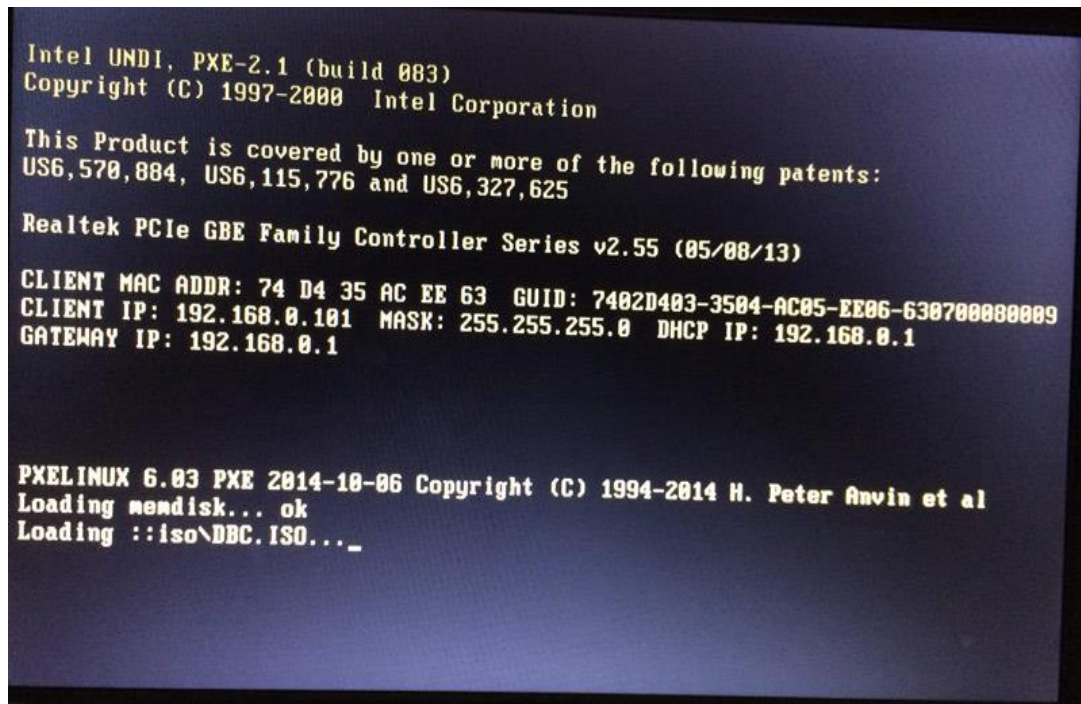 Intel UNDI, PXE-2.1 (build 083)
Copyright (C) 1997-2000  Intel Corporation
This Product is covered by one or more of the following patents:
US6,570,884, US6,115,776 and US6,327,625
Realtek PCIe GBE Family Controller Series v2.55 (05/08/13)
CLIENT MAC ADDR: 74 D4 35 AC EE 63  GUID: 7402D403-3504-AC05-EE06-630700080009
CLIENT IP: 192.168.0.101  MASK: 255.255.255.0  DHCP IP: 192.168.0.1
GATEWAY IP: 192.168.0.1
PXELINUX 6.03 PXE 2014-10-06 Copyright (C) 1994-2014 H. Peter Anvin et al
Loading memdisk... ok
Loading ::iso\DBC.ISO..._